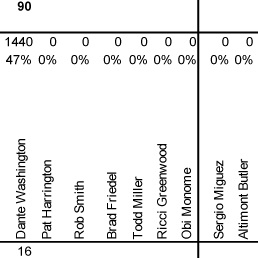 90
1440 0 0 0 0 0 0 0 0
47% 0% 0% 0% 0% 0% 0% 0% 0%
Dante Washington
Pat Harrington
Rob Smith
Brad Friedel
Todd Miller
Ricci Greenwood
Obi Monome
Sergio Miguez
Altimont Butler
16